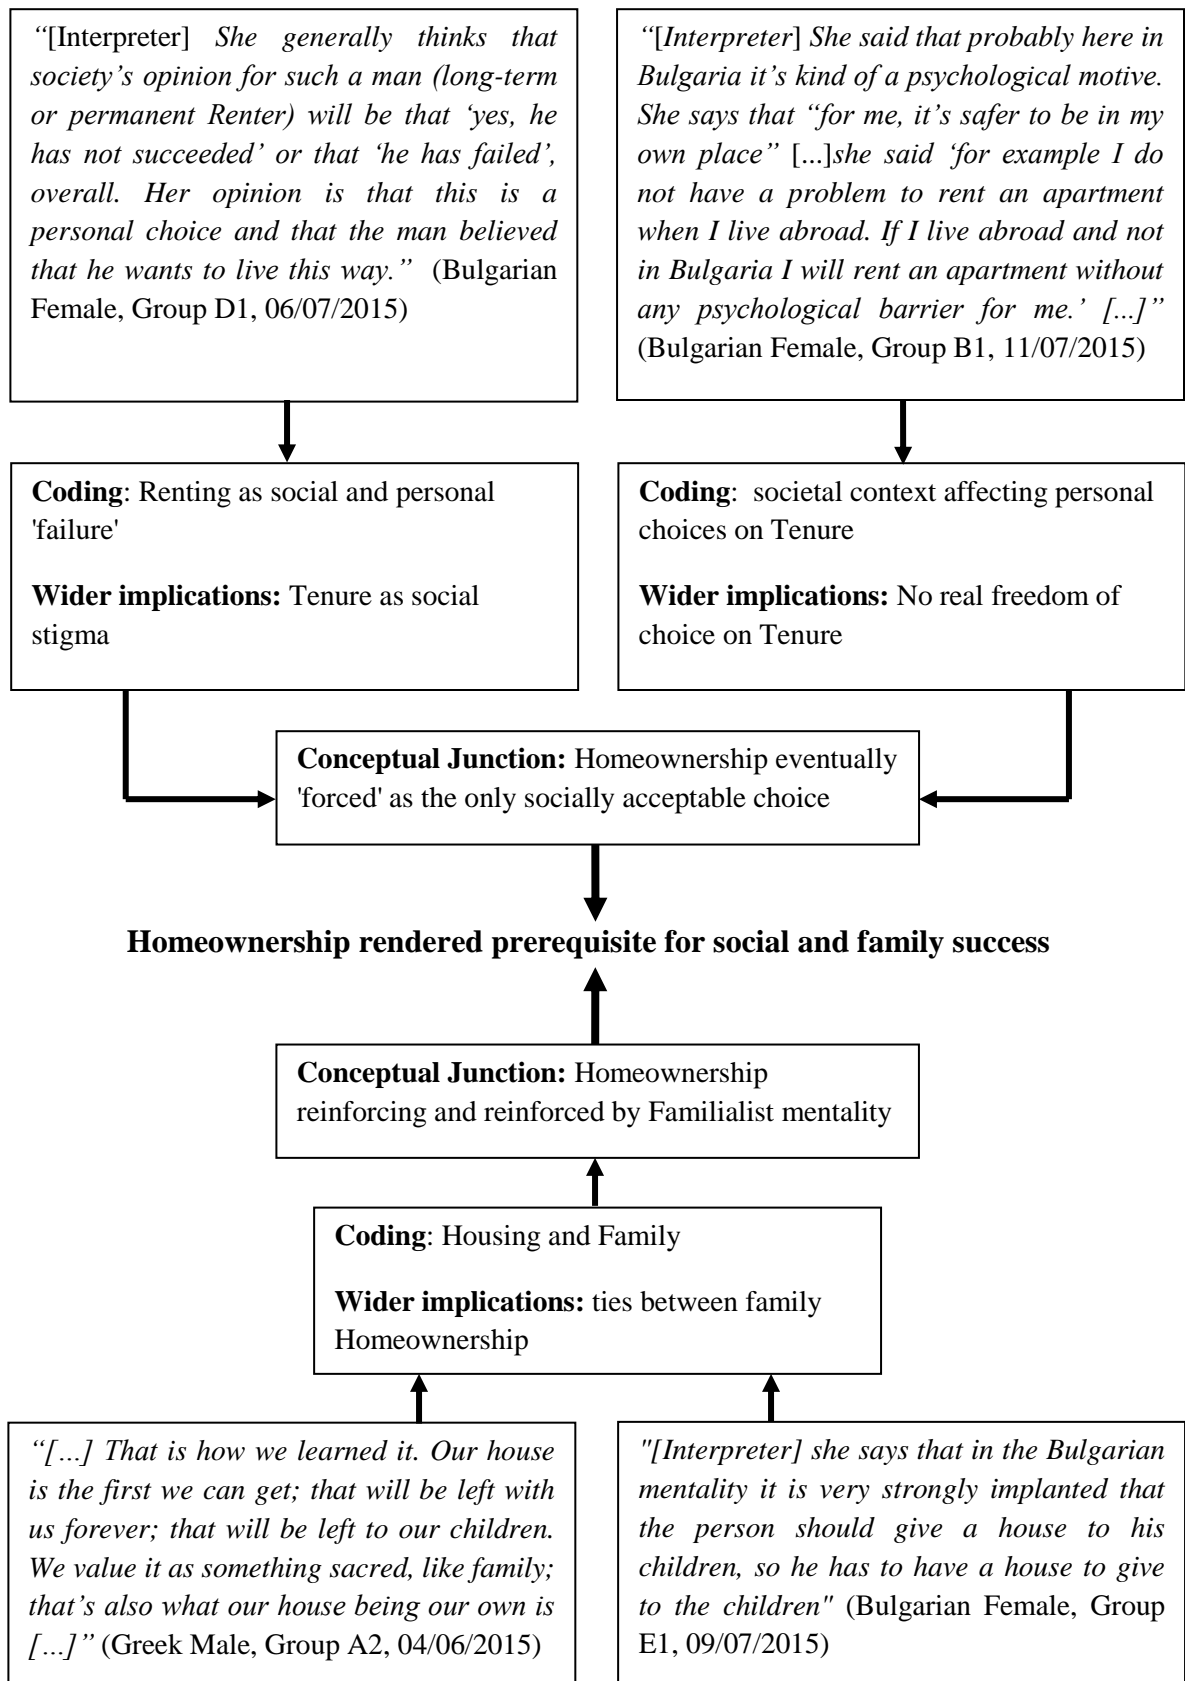 “[Interpreter] She generally thinks that
society’s opinion for such a man (long-term
or permanent Renter) will be that ‘yes, he
has not succeeded’ or that ‘he has failed’,
overall. Her opinion is that this is a
personal choice and that the man believed
that he wants to live this way.” (Bulgarian
Female, Group D1, 06/07/2015)
“[Interpreter] She said that probably here in
Bulgaria it’s kind of a psychological motive.
She says that “for me, it’s safer to be in my
own place” [...]she said ‘for example I do
not have a problem to rent an apartment
when I live abroad. If I live abroad and not
in Bulgaria I will rent an apartment without
any psychological barrier for me.’ [...]”
(Bulgarian Female, Group B1, 11/07/2015)
Coding: Renting as social and personal
'failure'
Wider implications: Tenure as social
stigma
Coding: societal context affecting personal
choices on Tenure
Wider implications: No real freedom of
choice on Tenure
Conceptual Junction: Homeownership eventually
'forced' as the only socially acceptable choice
Homeownership rendered prerequisite for social and family success
Conceptual Junction: Homeownership
reinforcing and reinforced by Familialist mentality
Coding: Housing and Family
Wider implications: ties between family
Homeownership
“[…] That is how we learned it. Our house
is the first we can get; that will be left with
us forever; that will be left to our children.
We value it as something sacred, like family;
that’s also what our house being our own is
[…]” (Greek Male, Group A2, 04/06/2015)
"[Interpreter] she says that in the Bulgarian
mentality it is very strongly implanted that
the person should give a house to his
children, so he has to have a house to give
to the children" (Bulgarian Female, Group
E1, 09/07/2015)